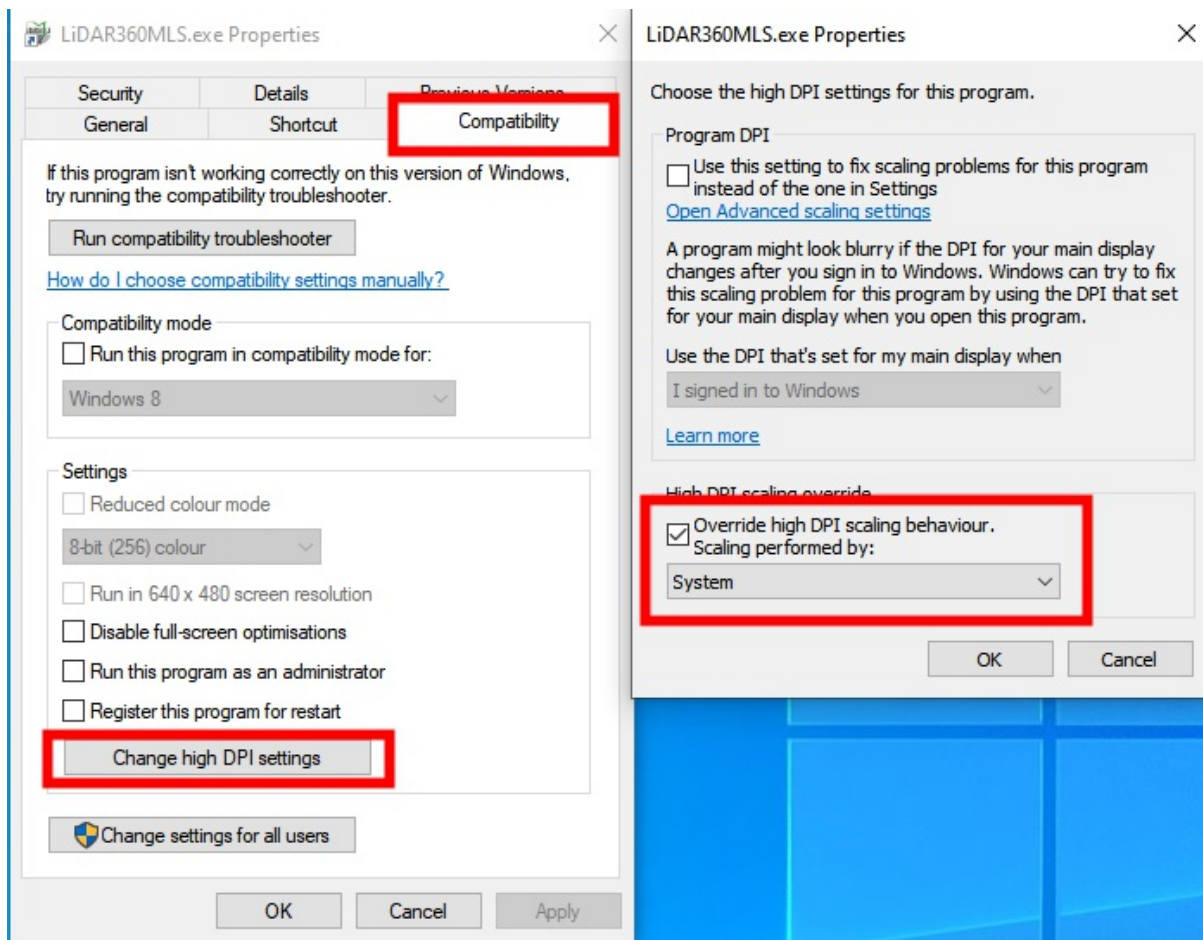 LiDAR360MLS.exe Properties
Security
Details
Previous Versions
General
Shortcut
Compatibility
If this program isn't working correctly on this version of Windows,
try running the compatibility troubleshooter.
Run compatibility troubleshooter
How do I choose compatibility settings manually?
Compatibility mode
Run this program in compatibility mode for:
Windows 8
Settings
Reduced colour mode
8-bit (256) colour
Run in 640 x 480 screen resolution
Disable full-screen optimisations
Run this program as an administrator
Register this program for restart
Change high DPI settings
Change settings for all users
OK
Cancel
Apply
LiDAR360MLS.exe Properties
Choose the high DPI settings for this program.
Program DPI
Use this setting to fix scaling problems for this program
instead of the one in Settings
Open Advanced scaling settings
A program might look blurry if the DPI for your main display
changes after you sign in to Windows. Windows can try to fix
this scaling problem for this program by using the DPI that set
for your main display when you open this program.
Use the DPI that's set for my main display when
I signed in to Windows
Learn more
High DPI scaling override
Override high DPI scaling behaviour.
Scaling performed by:
System
OK
Cancel